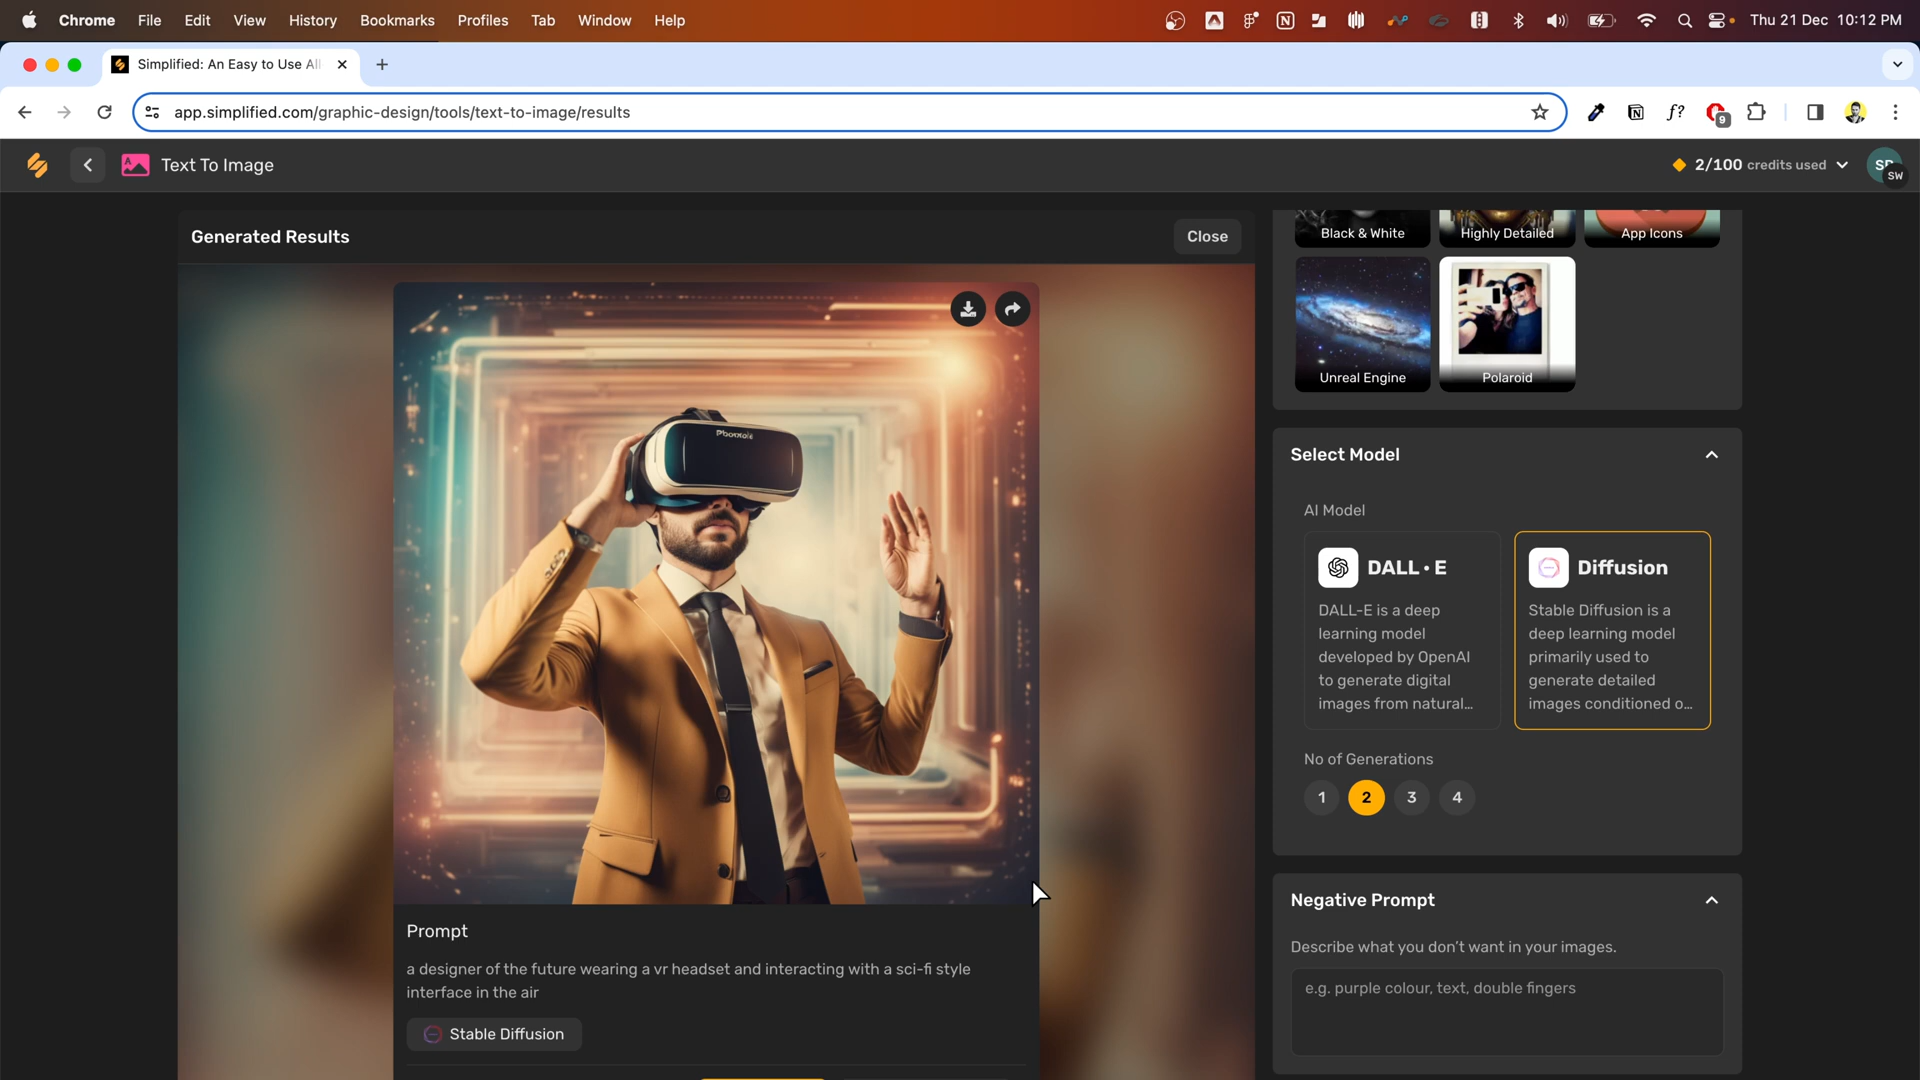 Chrome File Edit View History Bookmarks Profiles Tab Window Help
Thu 21 Dec 10:12 PM
Simplified: An Easy to Use All
app.simplified.com/graphic-design/tools/text-to-image/results
9
Text To Image
2/100 credits used
SW
Generated Results
Close
Black & White
Highly Detailed
App Icons
Unreal Engine
Polaroid
Select Model
AI Model
DALL·E
DALL-E is a deep
learning model
developed by OpenAI
to generate digital
images from natural...
Diffusion
Stable Diffusion is a
deep learning model
primarily used to
generate detailed
images conditioned o...
No of Generations
1 2 3 4
Negative Prompt
Describe what you don't want in your images.
e.g. purple colour, text, double fingers
Prompt
a designer of the future wearing a vr headset and interacting with a sci-fi style
interface in the air
Stable Diffusion